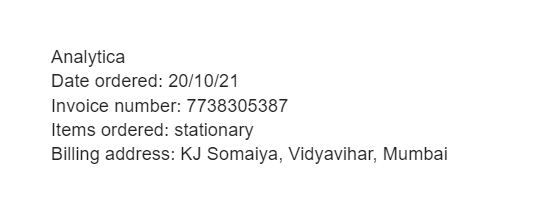 Analytica
Date ordered: 20/10/21
Invoice number: 7738305387
Items ordered: stationary
Billing address: KJ Somaiya, Vidyavihar, Mumbai